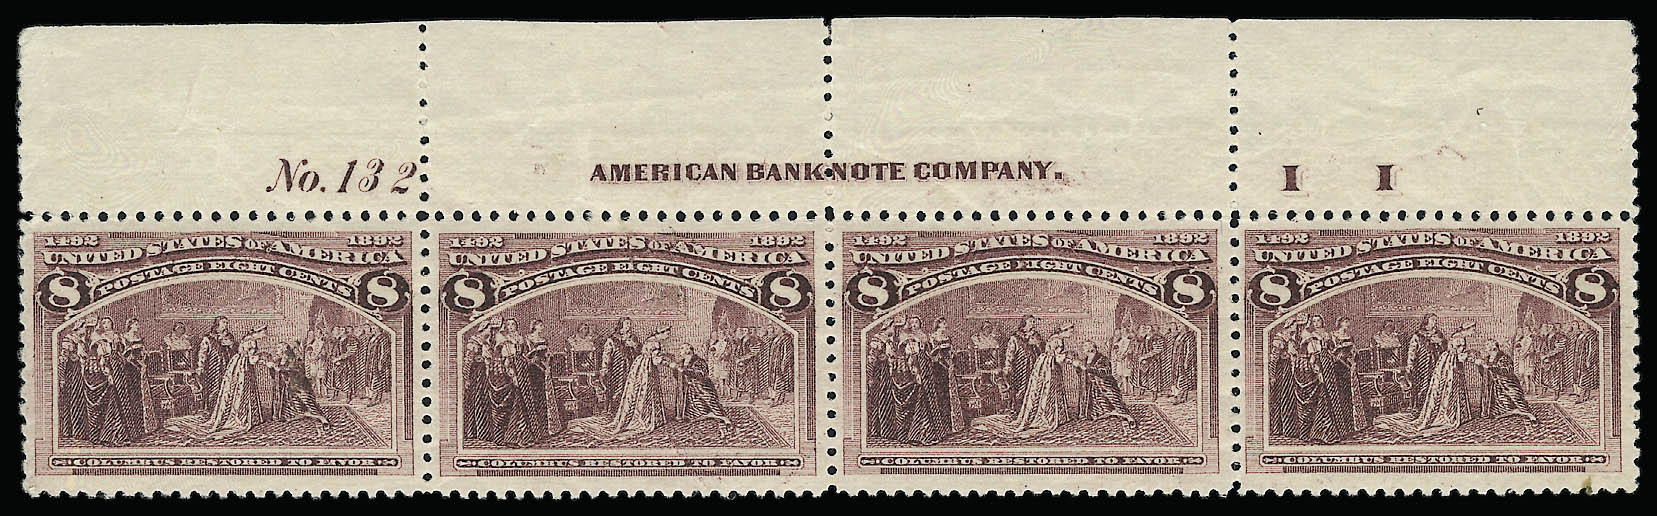 No. 132 AMERICAN BANK NOTE COMPANY. I I
1492 1892 1492 1892 1492 1892 1492 1892
UNITED STATES OF AMERICA UNITED STATES OF AMERICA UNITED STATES OF AMERICA UNITED STATES OF AMERICA
8 POSTAGE EIGHT CENTS 8 8 POSTAGE EIGHT CENTS 8 8 POSTAGE EIGHT CENTS 8 8 POSTAGE EIGHT CENTS 8
COLUMBUS RESTORED TO FAVOR COLUMBUS RESTORED TO FAVOR COLUMBUS RESTORED TO FAVOR COLUMBUS RESTORED TO FAVOR